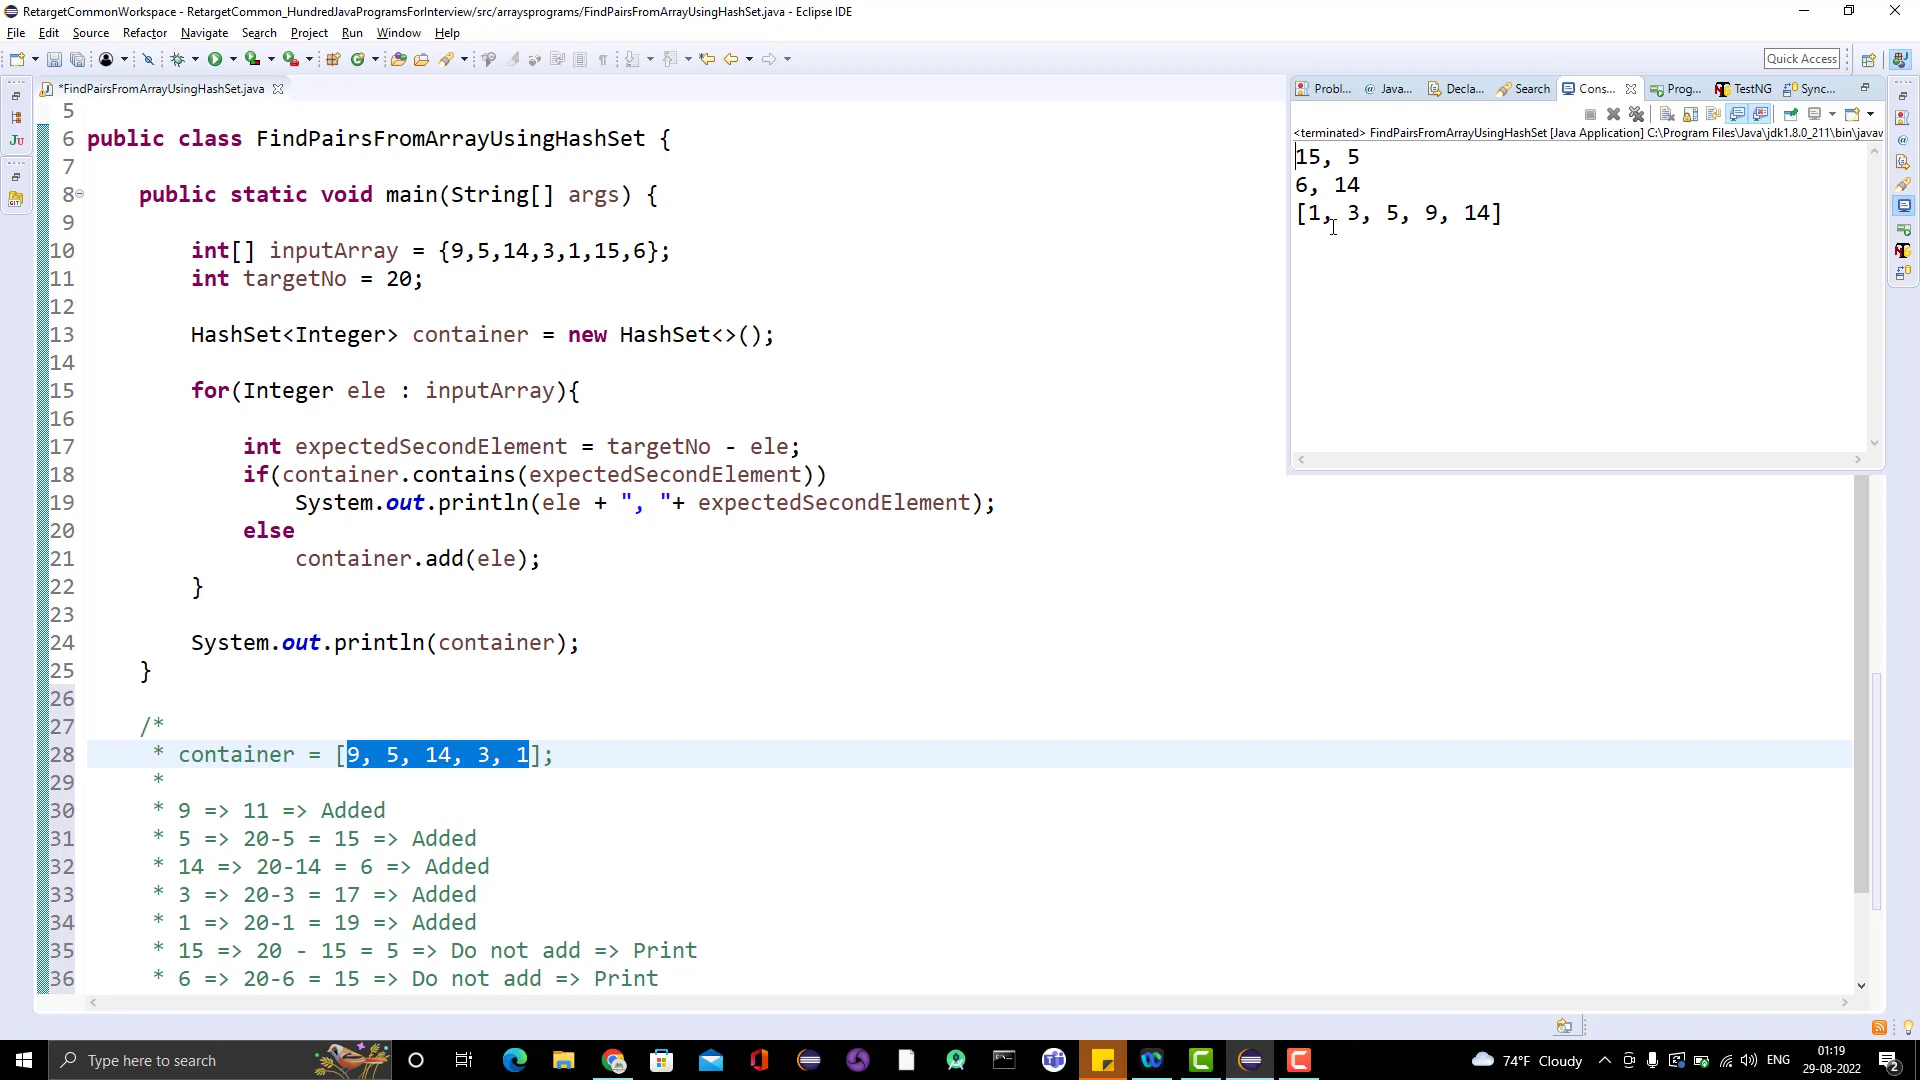 RetargetCommonWorkspace - RetargetCommon_HundredJavaProgramsForInterview/src/arraysprograms/FindPairsFromArrayUsingHashSet.java - Eclipse IDE
File Edit Source Refactor Navigate Search Project Run Window Help
Quick Access
*FindPairsFromArrayUsingHashSet.java
5
6 public class FindPairsFromArrayUsingHashSet {
7
8 public static void main(String[] args) {
9
10 int[] inputArray = {9,5,14,3,1,15,6};
11 int targetNo = 20;
12
13 HashSet<Integer> container = new HashSet<>();
14
15 for(Integer ele : inputArray){
16
17 int expectedSecondElement = targetNo - ele;
18 if(container.contains(expectedSecondElement))
19 System.out.println(ele + ", "+ expectedSecondElement);
20 else
21 container.add(ele);
22 }
23
24 System.out.println(container);
25 }
26
27 /*
28 * container = [9, 5, 14, 3, 1];
29 *
30 * 9 => 11 => Added
31 * 5 => 20-5 = 15 => Added
32 * 14 => 20-14 = 6 => Added
33 * 3 => 20-3 = 17 => Added
34 * 1 => 20-1 = 19 => Added
35 * 15 => 20 - 15 = 5 => Do not add => Print
36 * 6 => 20-6 = 15 => Do not add => Print
Probl... Java... Decla... Search Cons... Prog... TestNG Sync...
<terminated> FindPairsFromArrayUsingHashSet [Java Application] C:\Program Files\Java\jdk1.8.0_211\bin\javaw
15, 5
6, 14
[1, 3, 5, 9, 14]
Type here to search
74°F Cloudy
ENG
01:19
29-08-2022
2